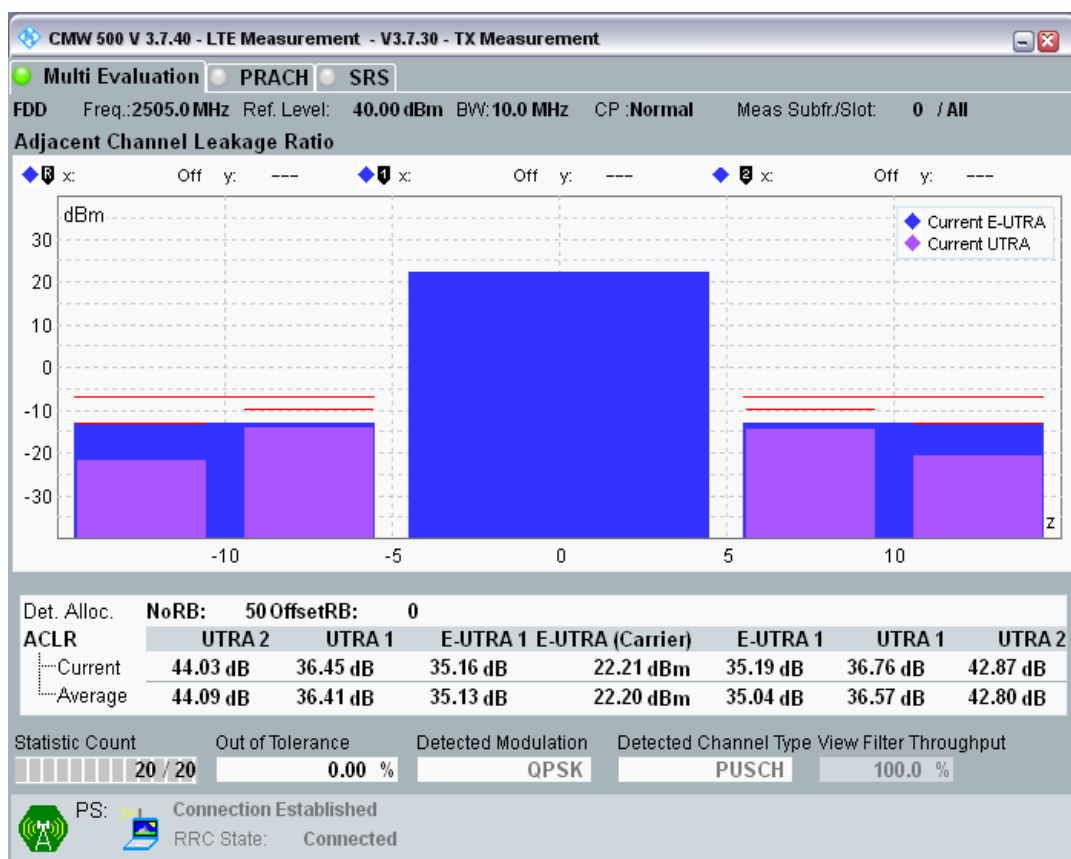 CMW 500 V 3.7.40 - LTE Measurement - V3.7.30 - TX Measurement
Multi Evaluation PRACH SRS
FDD Freq.:2505.0 MHz Ref. Level: 40.00 dBm BW:10.0 MHz CP :Normal Meas Subfr./Slot: 0 / All
Adjacent Channel Leakage Ratio
R x: Off y: --- 1 x: Off y: --- 2 x: Off y: ---
dBm
Current E-UTRA
Current UTRA
30
20
10
0
-10
-20
-30
z
-10 -5 0 5 10
Det. Alloc. NoRB: 50 OffsetRB: 0
ACLR UTRA 2 UTRA 1 E-UTRA 1 E-UTRA (Carrier) E-UTRA 1 UTRA 1 UTRA 2
Current 44.03 dB 36.45 dB 35.16 dB 22.21 dBm 35.19 dB 36.76 dB 42.87 dB
Average 44.09 dB 36.41 dB 35.13 dB 22.20 dBm 35.04 dB 36.57 dB 42.80 dB
Statistic Count Out of Tolerance Detected Modulation Detected Channel Type View Filter Throughput
20 / 20 0.00 % QPSK PUSCH 100.0 %
PS: Connection Established
RRC State: Connected